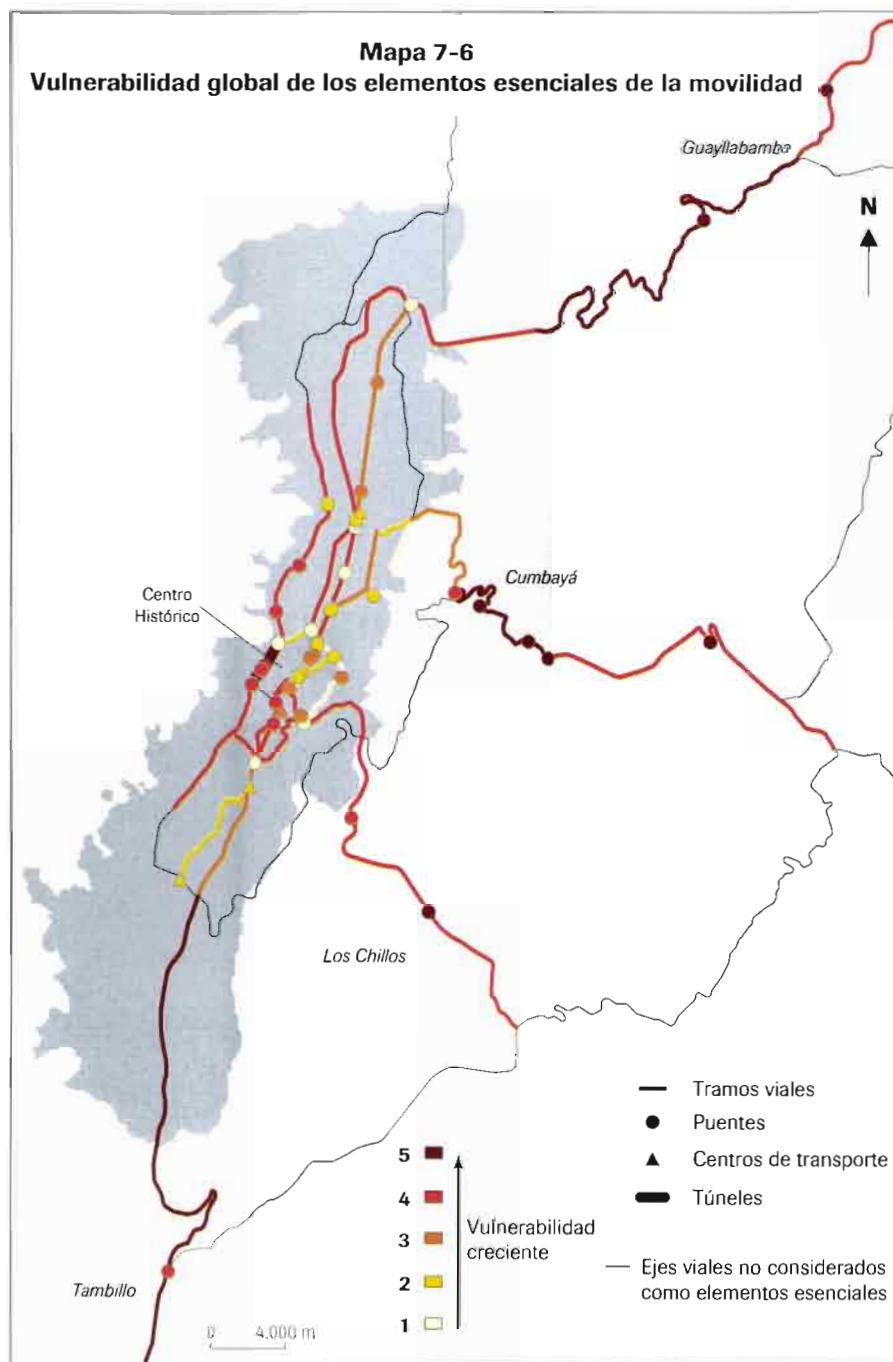 Mapa 7-6
Vulnerabilidad global de los elementos esenciales de la movilidad
Guayllabamba
N
Cumbayá
Centro
Histórico
Los Chillos
Tambillo
0 4.000 m
5
4
3
2
1
Vulnerabilidad
creciente
Tramos viales
Puentes
Centros de transporte
Túneles
Ejes viales no considerados
como elementos esenciales